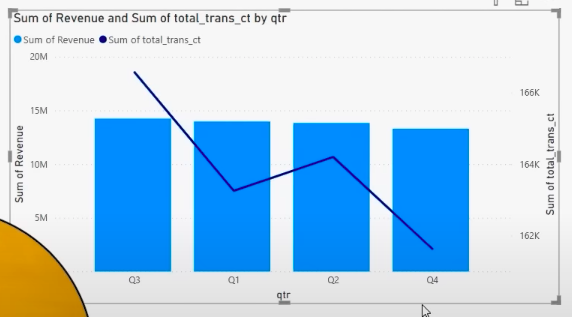 Sum of Revenue and Sum of total_trans_ct by qtr
Sum of Revenue Sum of total_trans_ct
20M
15M
10M
5M
Sum of Revenue
166K
164K
162K
Sum of total_trans_ct
Q3 Q1 Q2 Q4
qtr